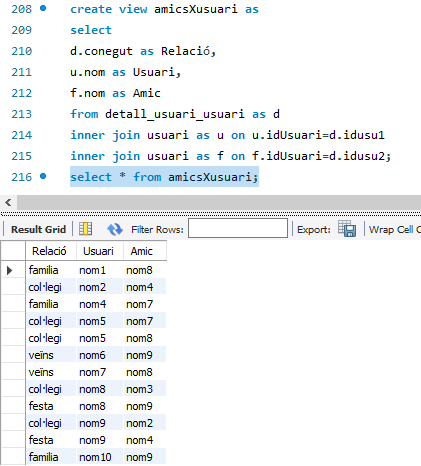 208 create view amicsXusuari as
209 select
210 d.conegut as Relació,
211 u.nom as Usuari,
212 f.nom as Amic
213 from detall_usuari_usuari as d
214 inner join usuari as u on u.idUsuari=d.idusu1
215 inner join usuari as f on f.idUsuari=d.idusu2;
216 select * from amicsXusuari;
Result Grid Filter Rows: Export: Wrap Cell C
Relació Usuari Amic
familia nom1 nom8
col·legi nom2 nom4
familia nom4 nom7
col·legi nom5 nom7
col·legi nom5 nom8
veïns nom6 nom9
veïns nom7 nom8
col·legi nom8 nom3
festa nom8 nom9
col·legi nom9 nom2
festa nom9 nom4
familia nom10 nom9